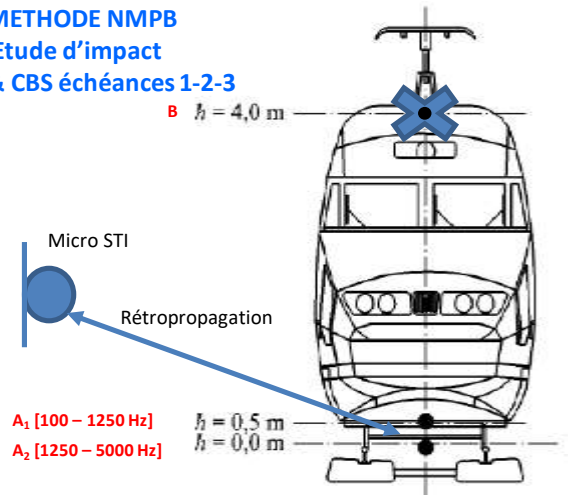 METHODE NMPB
Etude d'impact
& CBS échéances 1-2-3
B h = 4,0 m
Micro STI
Rétropropagation
A₁ [100 – 1250 Hz] h = 0,5 m
A₂ [1250 – 5000 Hz] h = 0,0 m